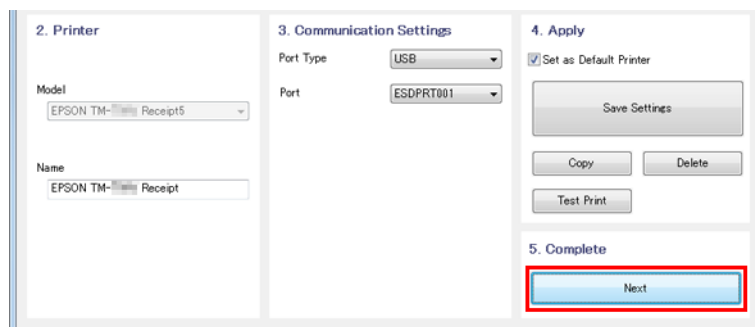 2. Printer
Model
EPSON TM- Receipt5
Name
EPSON TM- Receipt
3. Communication Settings
Port Type USB
Port ESDPRT001
4. Apply
Set as Default Printer
Save Settings
Copy Delete
Test Print
5. Complete
Next